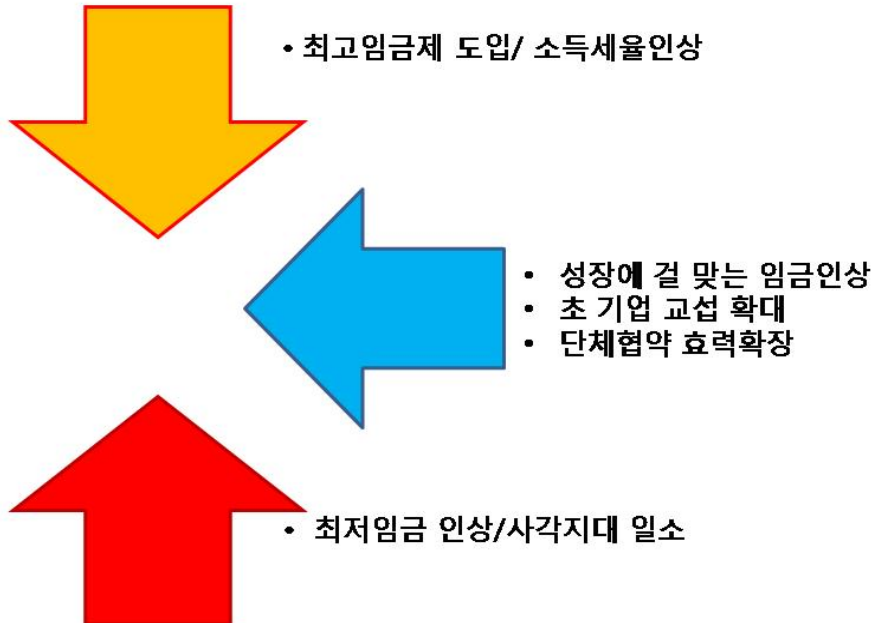 • 최고임금제 도입/ 소득세율인상
• 성장에 걸 맞는 임금인상
• 초 기업 교섭 확대
• 단체협약 효력확장
• 최저임금 인상/사각지대 일소